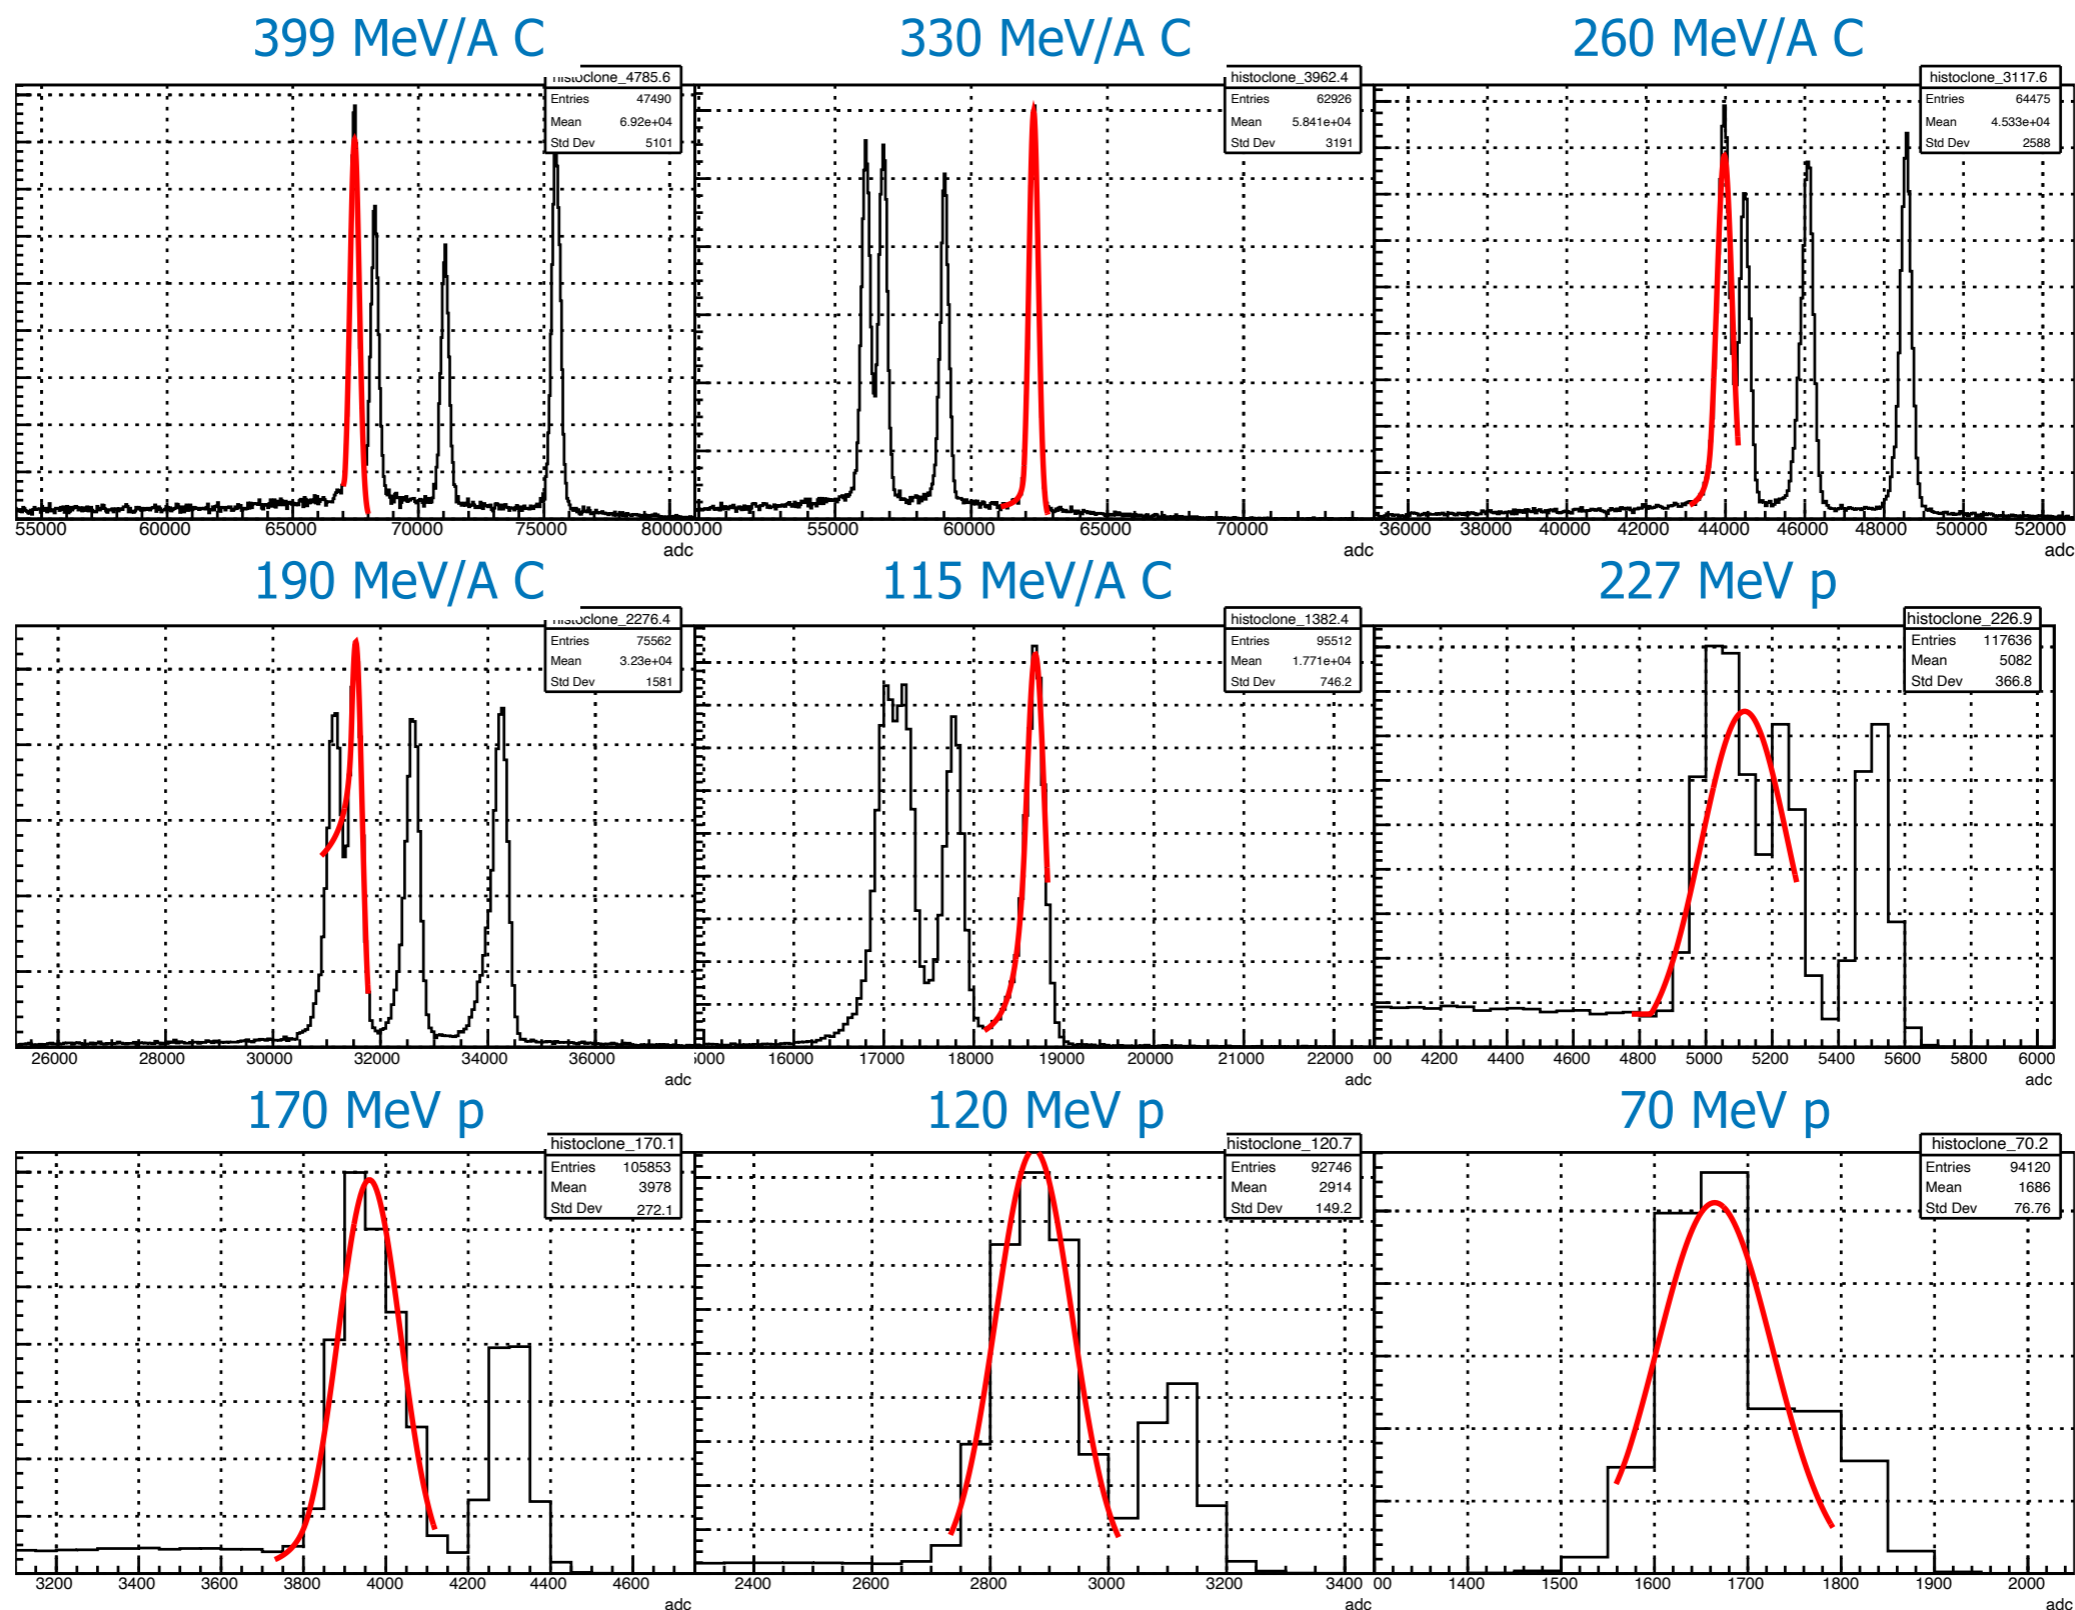 399 MeV/A C
330 MeV/A C
260 MeV/A C
histoclone_4785.6
Entries 47490
Mean 6.92e+04
Std Dev 5101
histoclone_3962.4
Entries 62926
Mean 5.841e+04
Std Dev 3191
histoclone_3117.6
Entries 64475
Mean 4.533e+04
Std Dev 2588
55000 60000 65000 70000 75000 80000
adc
55000 60000 65000 70000
adc
36000 38000 40000 42000 44000 46000 48000 50000 52000
adc
190 MeV/A C
115 MeV/A C
227 MeV p
histoclone_2276.4
Entries 75562
Mean 3.23e+04
Std Dev 1581
histoclone_1382.4
Entries 95512
Mean 1.771e+04
Std Dev 746.2
histoclone_226.9
Entries 117636
Mean 5082
Std Dev 366.8
26000 28000 30000 32000 34000 36000
adc
16000 17000 18000 19000 20000 21000 22000
adc
4200 4400 4600 4800 5000 5200 5400 5600 5800 6000
adc
170 MeV p
120 MeV p
70 MeV p
histoclone_170.1
Entries 105853
Mean 3978
Std Dev 272.1
histoclone_120.7
Entries 92746
Mean 2914
Std Dev 149.2
histoclone_70.2
Entries 94120
Mean 1686
Std Dev 76.76
3200 3400 3600 3800 4000 4200 4400 4600
adc
2400 2600 2800 3000 3200 3400
adc
1400 1500 1600 1700 1800 1900 2000
adc